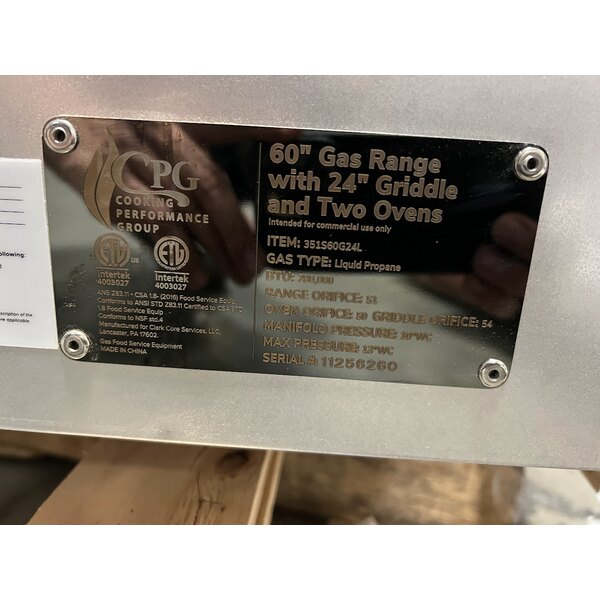 CPG
COOKING
PERFORMANCE
GROUP
ETL
ETL
us
Intertek
4003027
Intertek
4003027
ANS Z83.11 - CSA 1.8- (2016) Food Service Equip
Conforms to ANSI STD Z83.11 Certified to CSA STD
1.8 Food Service Equip
Conforms to NSF std.4
Manufactured for Clark Core Services, LLC,
Lancaster, PA 17602.
Gas Food Service Equipment
MADE IN CHINA
60" Gas Range
with 24" Griddle
and Two Ovens
Intended for commercial use only
ITEM: 351S60G24L
GAS TYPE: Liquid Propane
BTU: 280,000
RANGE ORIFICE: 53
OVEN ORIFICE: 50 GRIDDLE ORIFICE: 54
MANIFOLD PRESSURE: 10"WC
MAX PRESSURE: 13"WC
SERIAL #: 11256260
following: